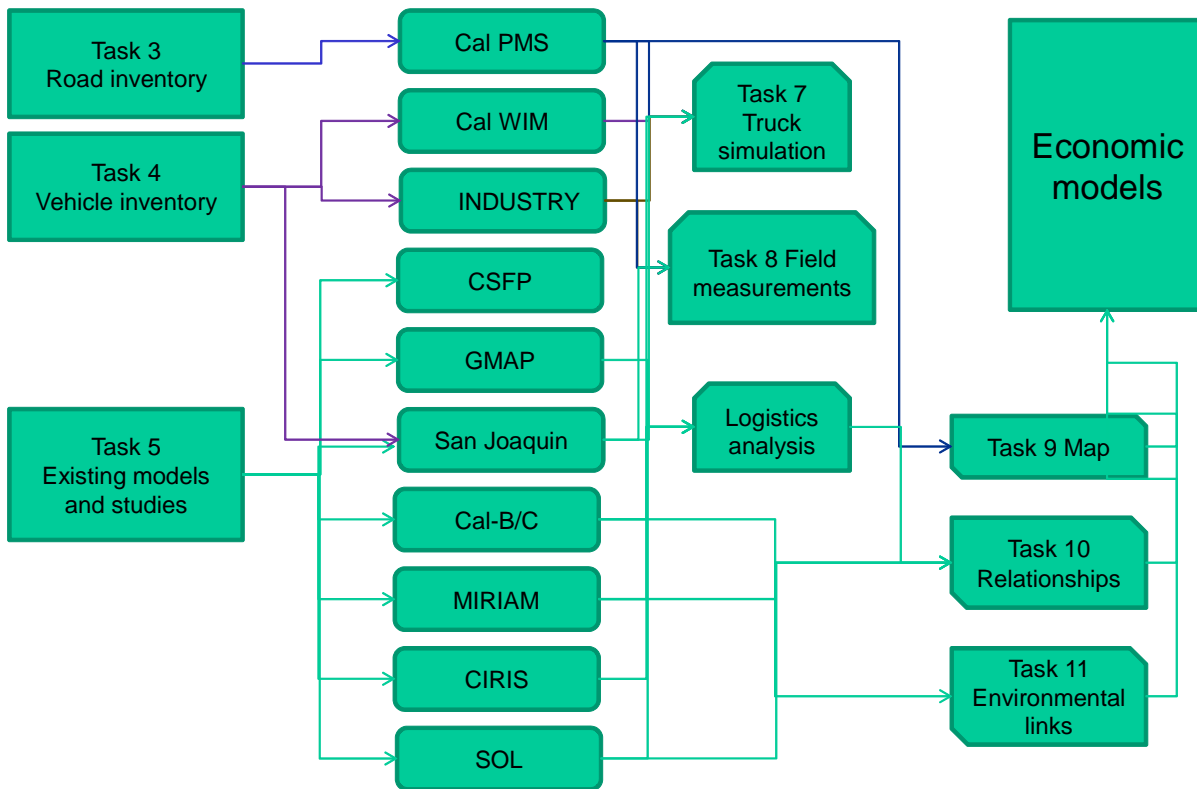 Task 3
Road inventory
Task 4
Vehicle inventory
Task 5
Existing models
and studies
Cal PMS
Cal WIM
INDUSTRY
CSFP
GMAP
San Joaquin
Cal-B/C
MIRIAM
CIRIS
SOL
Task 7
Truck
simulation
Task 8 Field
measurements
Logistics
analysis
Economic
models
Task 9 Map
Task 10
Relationships
Task 11
Environmental
links